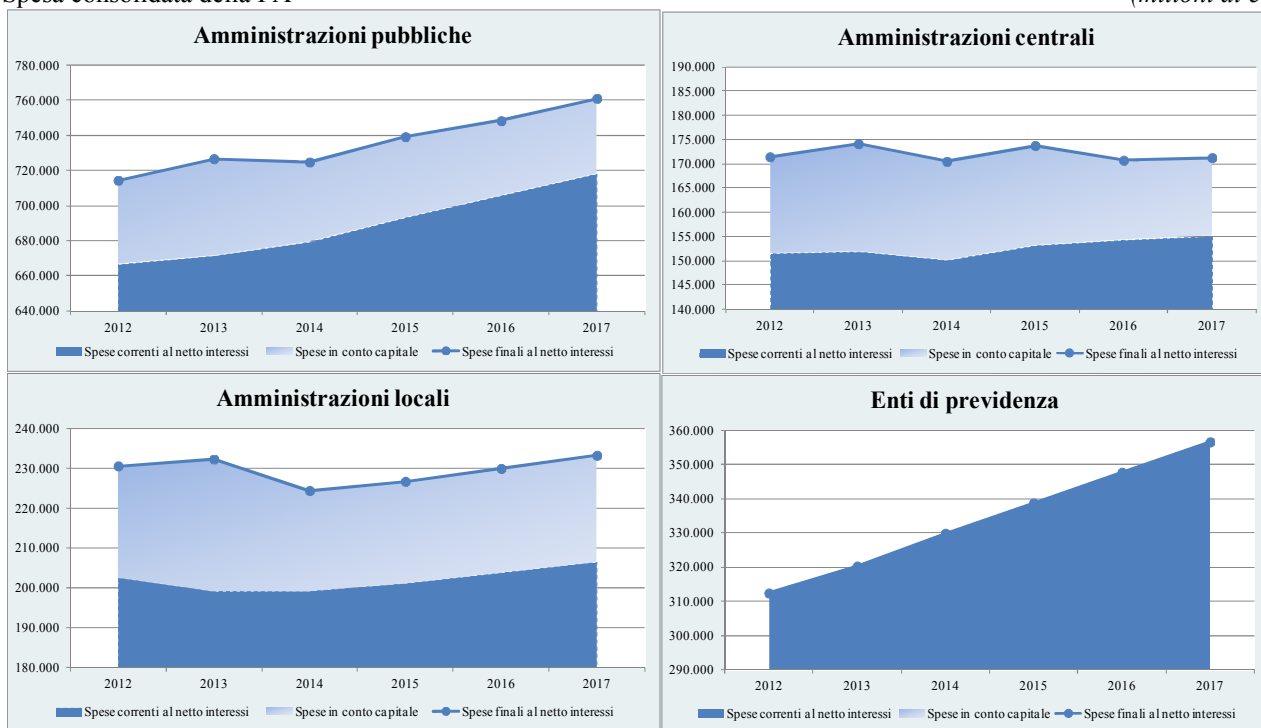 Spesa consolidata della PA
(milioni di
Amministrazioni pubbliche
780.000
760.000
740.000
720.000
700.000
680.000
660.000
640.000
2012 2013 2014 2015 2016 2017
Spese correnti al netto interessi Spese in conto capitale Spese finali al netto interessi
Amministrazioni centrali
190.000
185.000
180.000
175.000
170.000
165.000
160.000
155.000
150.000
145.000
140.000
2012 2013 2014 2015 2016 2017
Spese correnti al netto interessi Spese in conto capitale Spese finali al netto interessi
Amministrazioni locali
240.000
230.000
220.000
210.000
200.000
190.000
180.000
2012 2013 2014 2015 2016 2017
Spese correnti al netto interessi Spese in conto capitale Spese finali al netto interessi
Enti di previdenza
360.000
350.000
340.000
330.000
320.000
310.000
300.000
290.000
2012 2013 2014 2015 2016 2017
Spese correnti al netto interessi Spese in conto capitale Spese finali al netto interessi